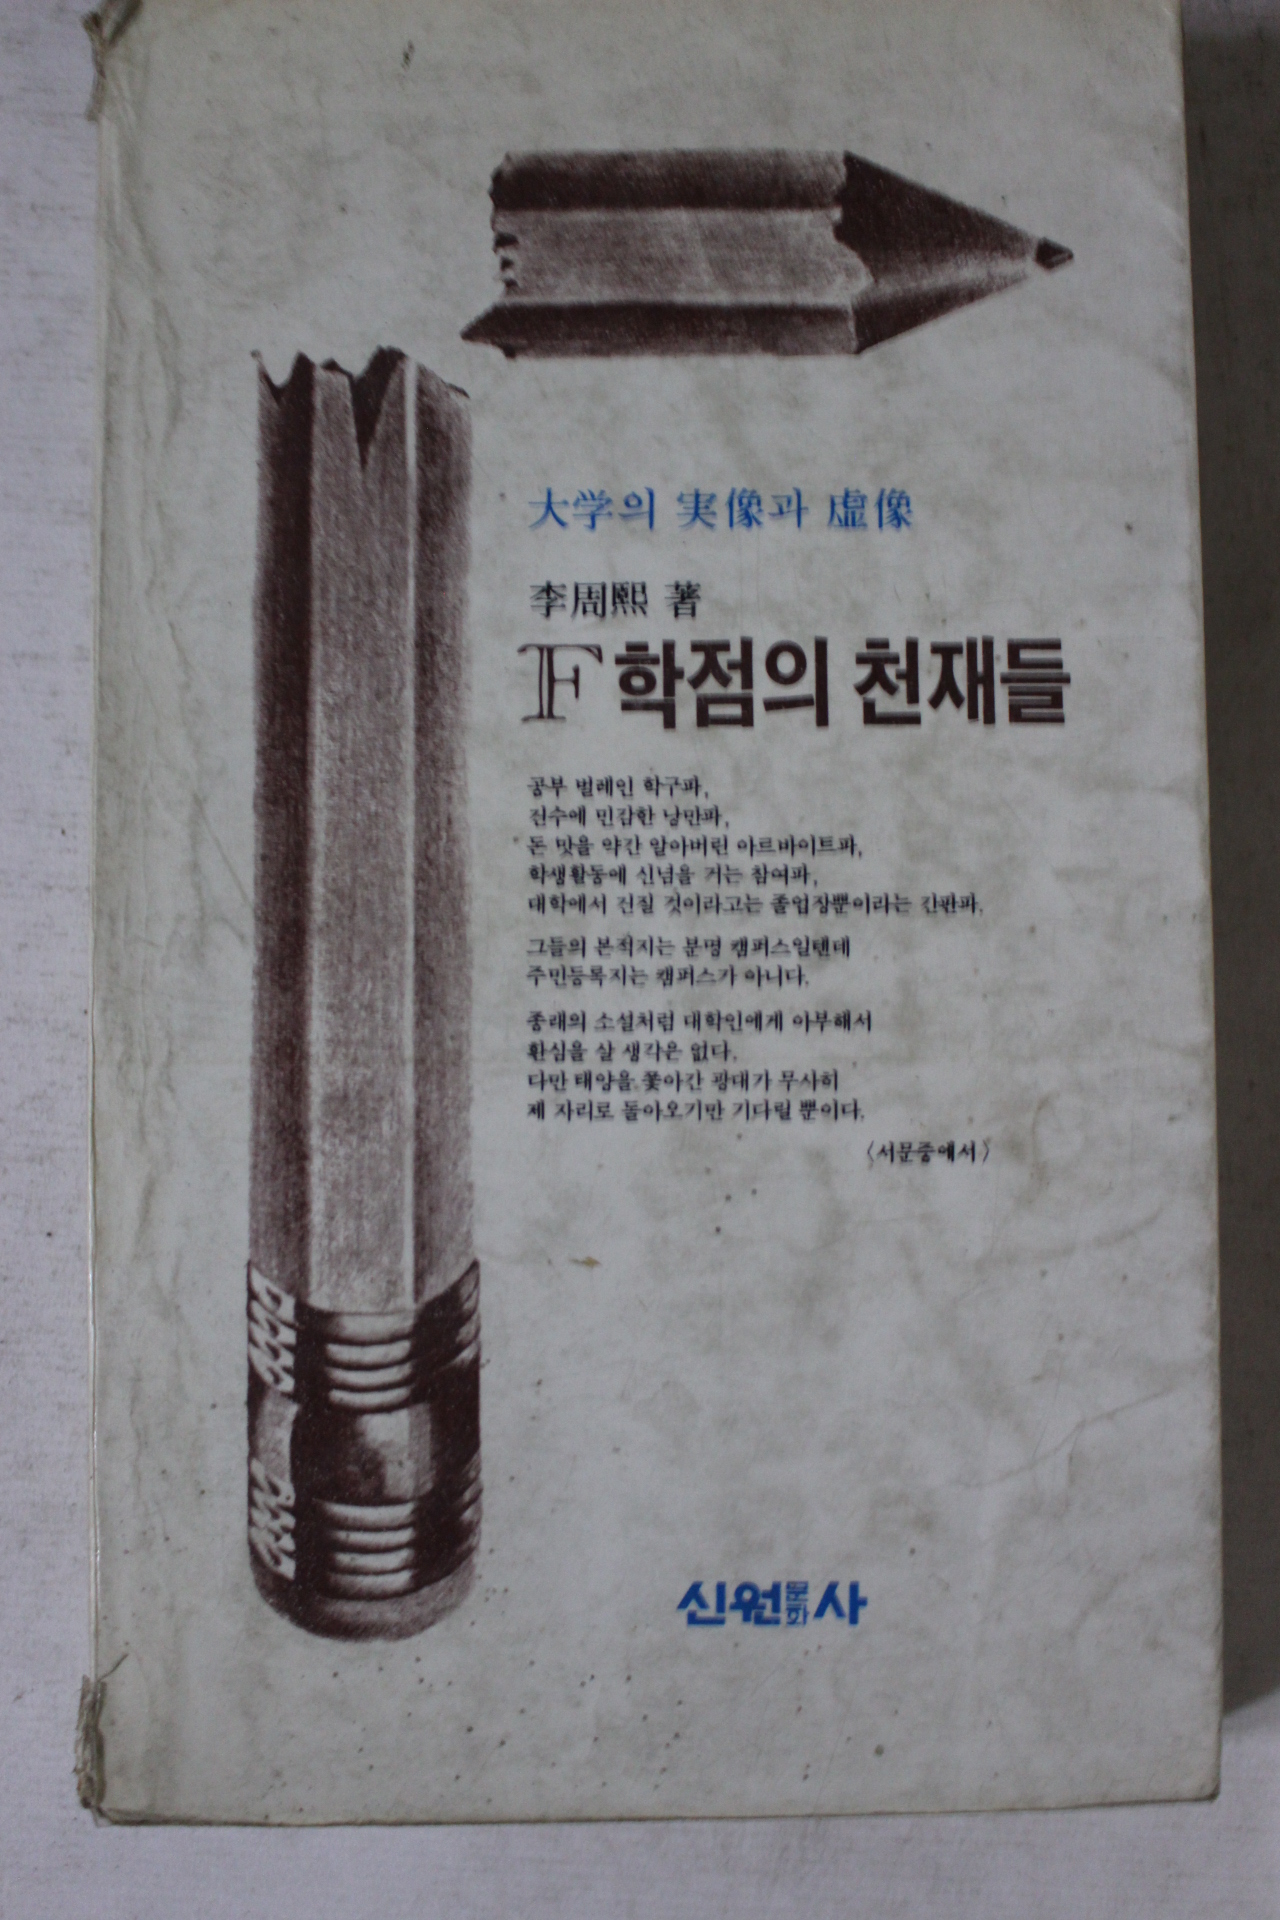 大学의 実像과 虚像
李周熙 著
F학점의 천재들
공부 벌레인 학구파,
건수에 민감한 낭만파,
돈 맛을 약간 알아버린 아르바이트파,
학생활동에 신념을 거는 참여파,
대학에서 건질 것이라고는 졸업장뿐이라는 간판파.
그들의 본적지는 분명 캠퍼스일텐데
주민등록지는 캠퍼스가 아니다.
종래의 소설처럼 대학인에게 아부해서
환심을 살 생각은 없다.
다만 태양을 쫓아간 광대가 무사히
제 자리로 돌아오기만 기다릴 뿐이다.
〈서문중에서〉
신원문화사